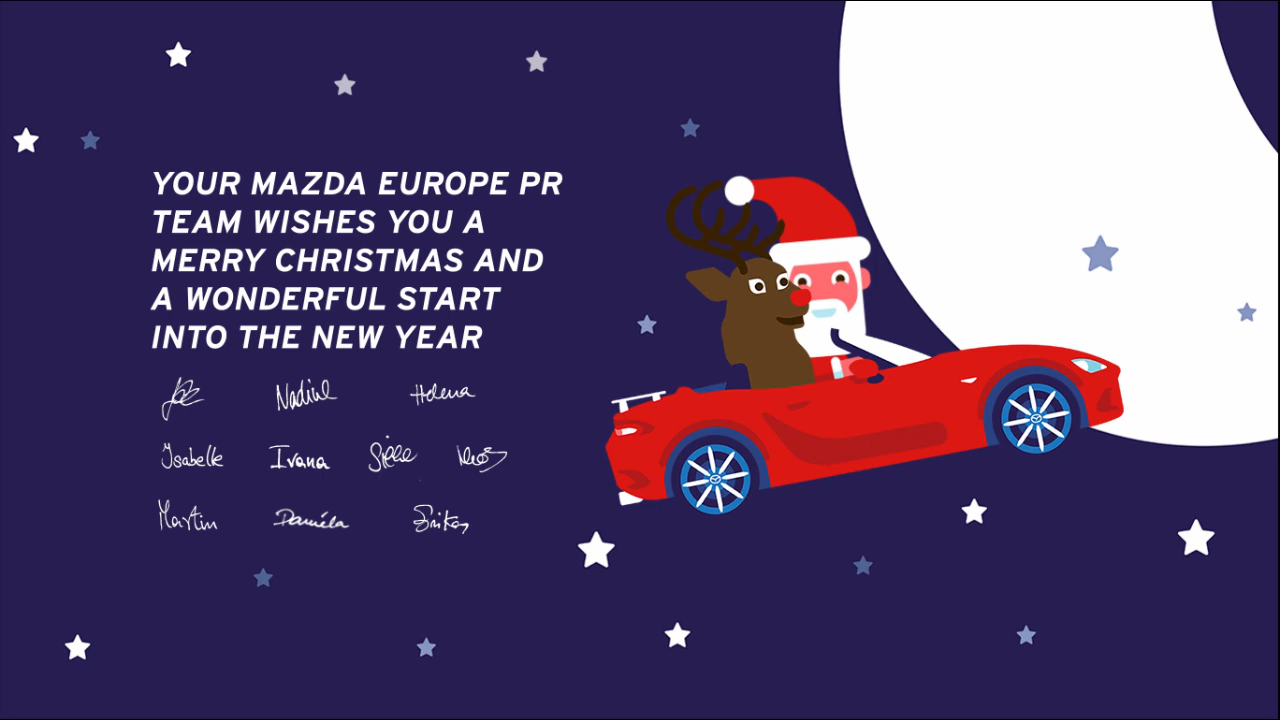 YOUR MAZDA EUROPE PR
TEAM WISHES YOU A
MERRY CHRISTMAS AND
A WONDERFUL START
INTO THE NEW YEAR
Nadine Helena
Isabelle Ivana Silke
Martin Daniela